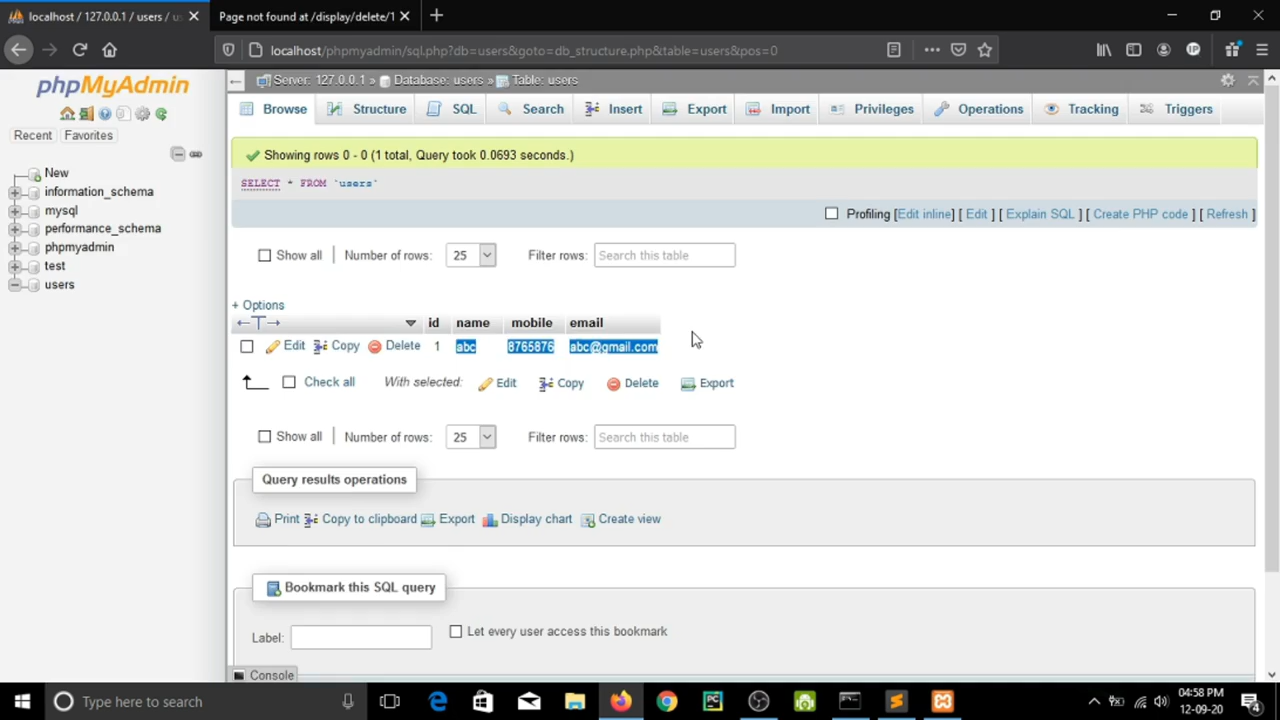 localhost / 127.0.0.1 / users / u
Page not found at /display/delete/1
localhost/phpmyadmin/sql.php?db=users&goto=db_structure.php&table=users&pos=0
phpMyAdmin
Recent
Favorites
New
information_schema
mysql
performance_schema
phpmyadmin
test
users
Server: 127.0.0.1 » Database: users » Table: users
Browse Structure SQL Search Insert Export Import Privileges Operations Tracking Triggers
Showing rows 0 - 0 (1 total, Query took 0.0693 seconds.)
SELECT * FROM `users`
Profiling [Edit inline] [ Edit ] [ Explain SQL ] [ Create PHP code ] [ Refresh ]
Show all Number of rows: 25 Filter rows: Search this table
+ Options
id name mobile email
Edit Copy Delete 1 abc 8765876 abc@gmail.com
Check all With selected: Edit Copy Delete Export
Show all Number of rows: 25 Filter rows: Search this table
Query results operations
Print Copy to clipboard Export Display chart Create view
Bookmark this SQL query
Label: Let every user access this bookmark
Console
Type here to search
04:58 PM
12-09-20
4